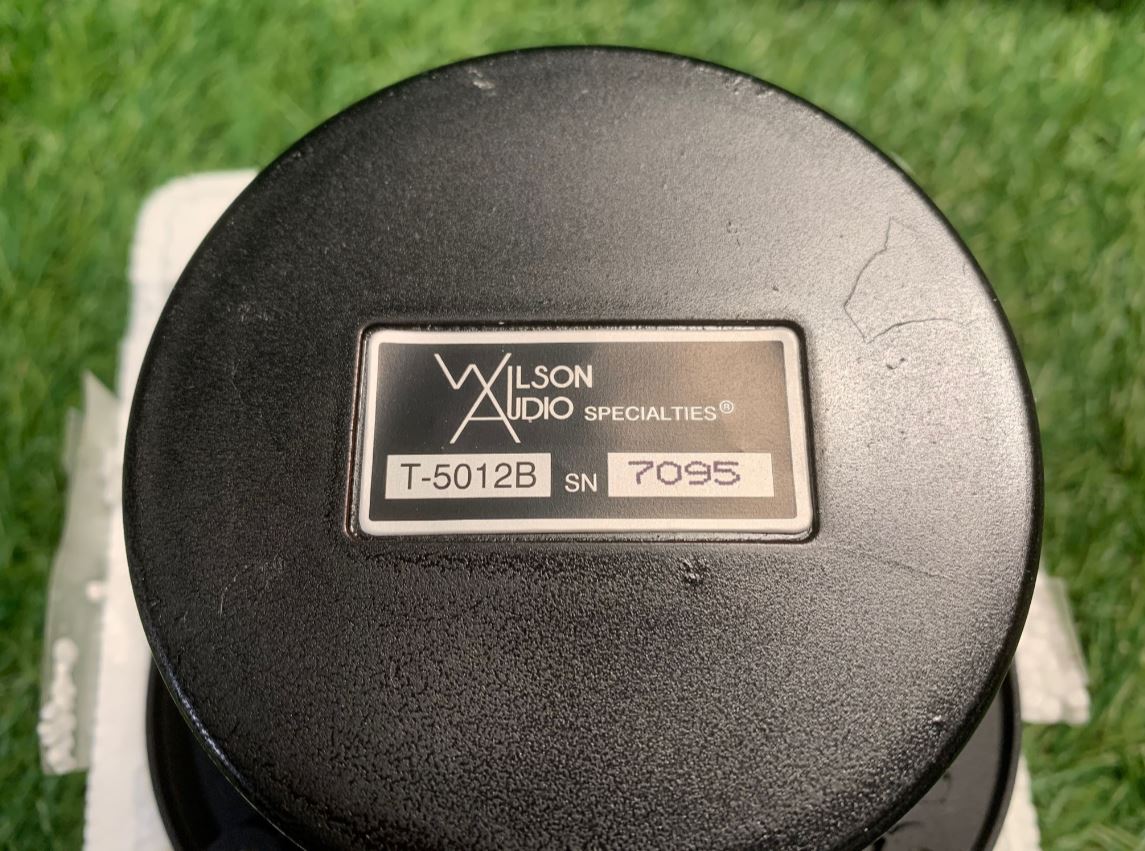 WILSON
AUDIO SPECIALTIES®
T-5012B SN 7095